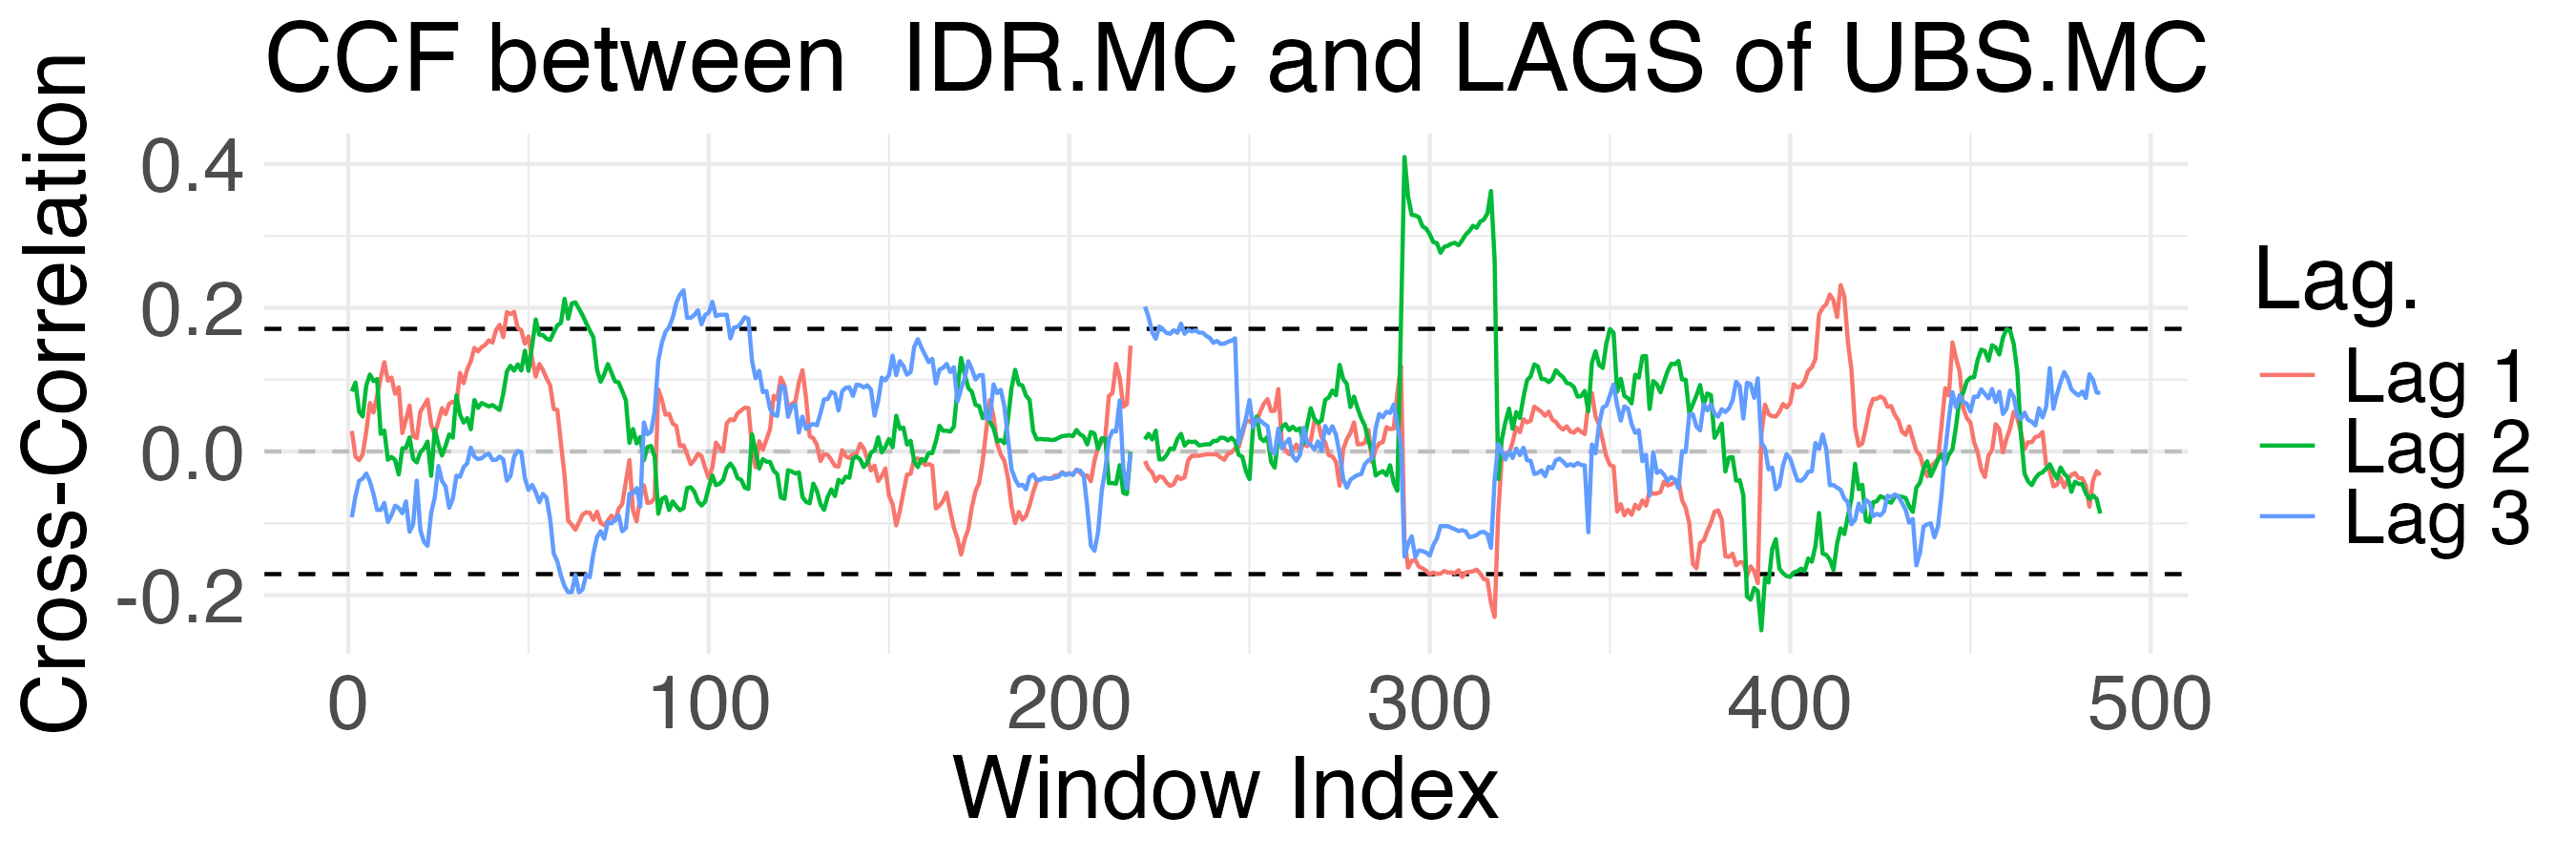 CCF between IDR.MC and LAGS of UBS.MC
Cross-Correlation
0.4
0.2
0.0
-0.2
0 100 200 300 400 500
Window Index
Lag.
Lag 1
Lag 2
Lag 3